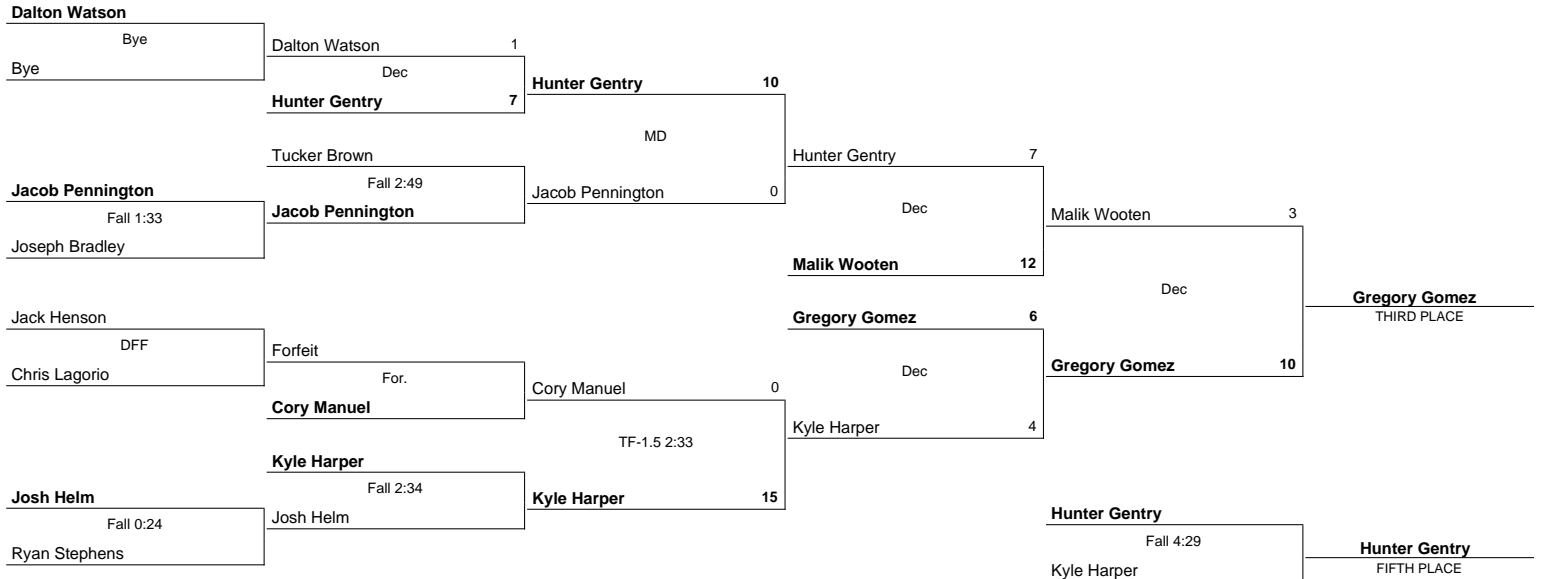 Dalton Watson
Bye
Bye
Dalton Watson 1
Dec
Hunter Gentry 7
Hunter Gentry 10
MD
Tucker Brown
Fall 2:49
Jacob Pennington
Jacob Pennington
Fall 1:33
Joseph Bradley
Jacob Pennington 0
Hunter Gentry 7
Dec
Malik Wooten 12
Malik Wooten 3
Dec
Gregory Gomez
THIRD PLACE
Jack Henson
DFF
Chris Lagorio
Forfeit
For.
Cory Manuel
Cory Manuel 0
TF-1.5 2:33
Kyle Harper
Fall 2:34
Josh Helm
Josh Helm
Fall 0:24
Ryan Stephens
Kyle Harper 15
Gregory Gomez 6
Dec
Kyle Harper 4
Gregory Gomez 10
Hunter Gentry
Fall 4:29
Kyle Harper
Hunter Gentry
FIFTH PLACE